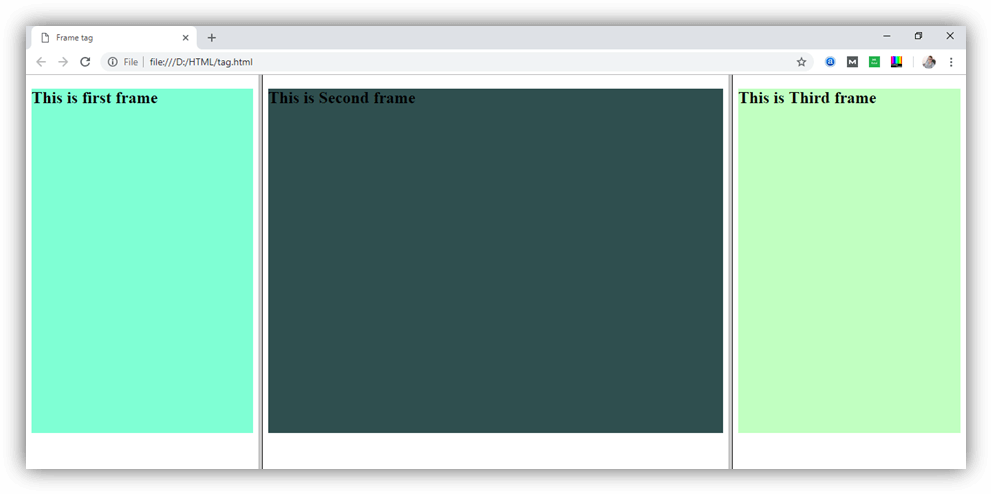 Frame tag
File
file:///D:/HTML/tag.html
This is first frame
This is Second frame
This is Third frame